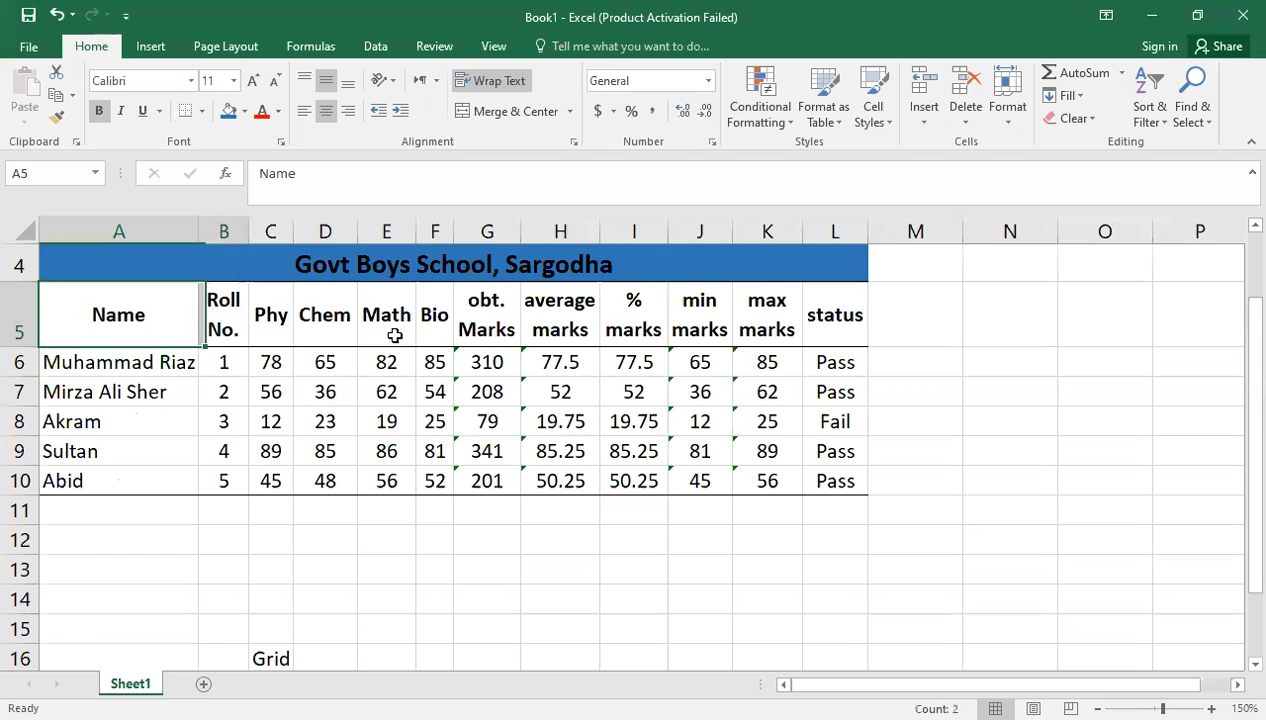 Book1 - Excel (Product Activation Failed)
File Home Insert Page Layout Formulas Data Review View Tell me what you want to do... Sign in Share
Paste
Calibri 11
B I U
Wrap Text
Merge & Center
General
$ % ,
Conditional Formatting
Format as Table
Cell Styles
Insert Delete Format
AutoSum
Fill
Clear
Sort & Filter
Find & Select
Clipboard Font Alignment Number Styles Cells Editing
A5 fx Name
A B C D E F G H I J K L M N O P
4 Govt Boys School, Sargodha
5 Name Roll No. Phy Chem Math Bio obt. Marks average marks % marks min marks max marks status
6 Muhammad Riaz 1 78 65 82 85 310 77.5 77.5 65 85 Pass
7 Mirza Ali Sher 2 56 36 62 54 208 52 52 36 62 Pass
8 Akram 3 12 23 19 25 79 19.75 19.75 12 25 Fail
9 Sultan 4 89 85 86 81 341 85.25 85.25 81 89 Pass
10 Abid 5 45 48 56 52 201 50.25 50.25 45 56 Pass
11
12
13
14
15
16 Grid
Sheet1
Ready Count: 2 150%